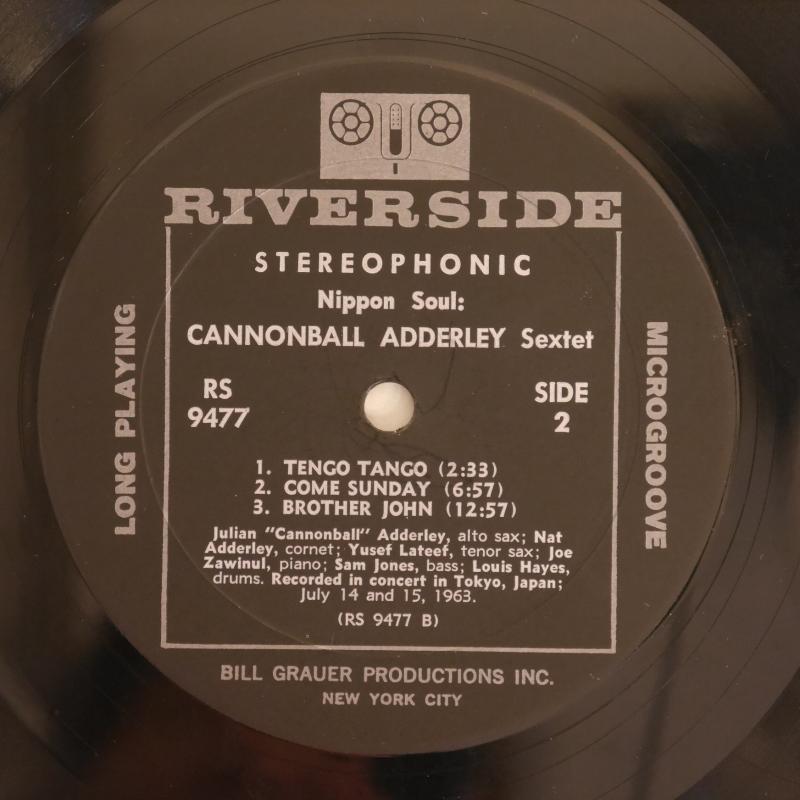 RIVERSIDE
STEREOPHONIC
Nippon Soul:
CANNONBALL ADDERLEY Sextet
RS
9477
SIDE
2
LONG PLAYING
MICROGROOVE
1. TENGO TANGO (2:33)
2. COME SUNDAY (6:57)
3. BROTHER JOHN (12:57)
Julian "Cannonball" Adderley, alto sax; Nat
Adderley, cornet; Yusef Lateef, tenor sax; Joe
Zawinul, piano; Sam Jones, bass; Louis Hayes,
drums. Recorded in concert in Tokyo, Japan;
July 14 and 15, 1963.
(RS 9477 B)
BILL GRAUER PRODUCTIONS INC.
NEW YORK CITY